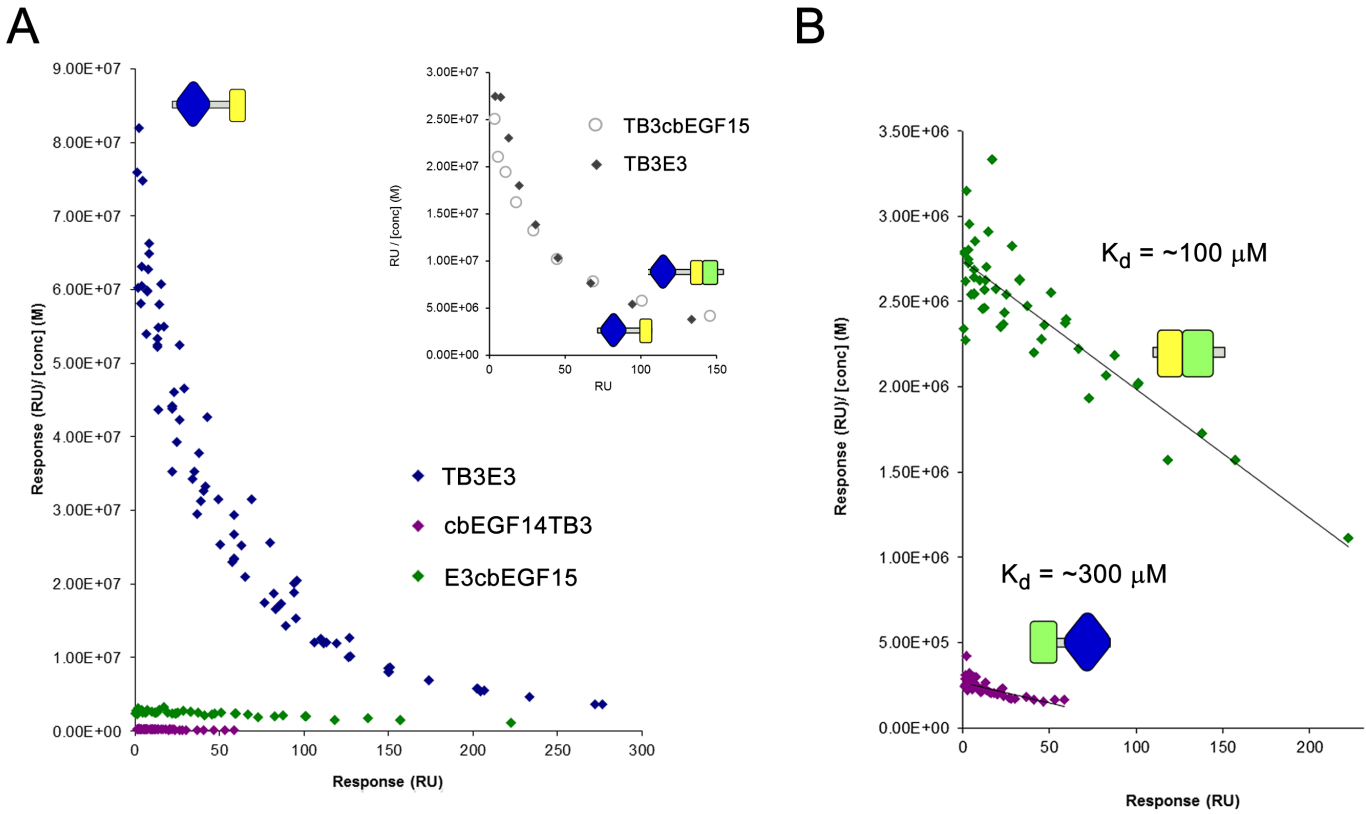 A
9.00E+07
8.00E+07
7.00E+07
6.00E+07
5.00E+07
4.00E+07
3.00E+07
2.00E+07
1.00E+07
0.00E+00
Response (RU)/ [conc] (M)
0 50 100 150 200 250 300
Response (RU)
3.00E+07
2.50E+07
2.00E+07
1.50E+07
1.00E+07
5.00E+06
0.00E+00
RU / [conc] (M)
0 50 100 150
RU
TB3cbEGF15
TB3E3
TB3E3
cbEGF14TB3
E3cbEGF15
B
3.50E+06
3.00E+06
2.50E+06
2.00E+06
1.50E+06
1.00E+06
5.00E+05
0.00E+00
Response (RU)/ [conc] (M)
0 50 100 150 200
Response (RU)
Kd = ~100 μM
Kd = ~300 μM